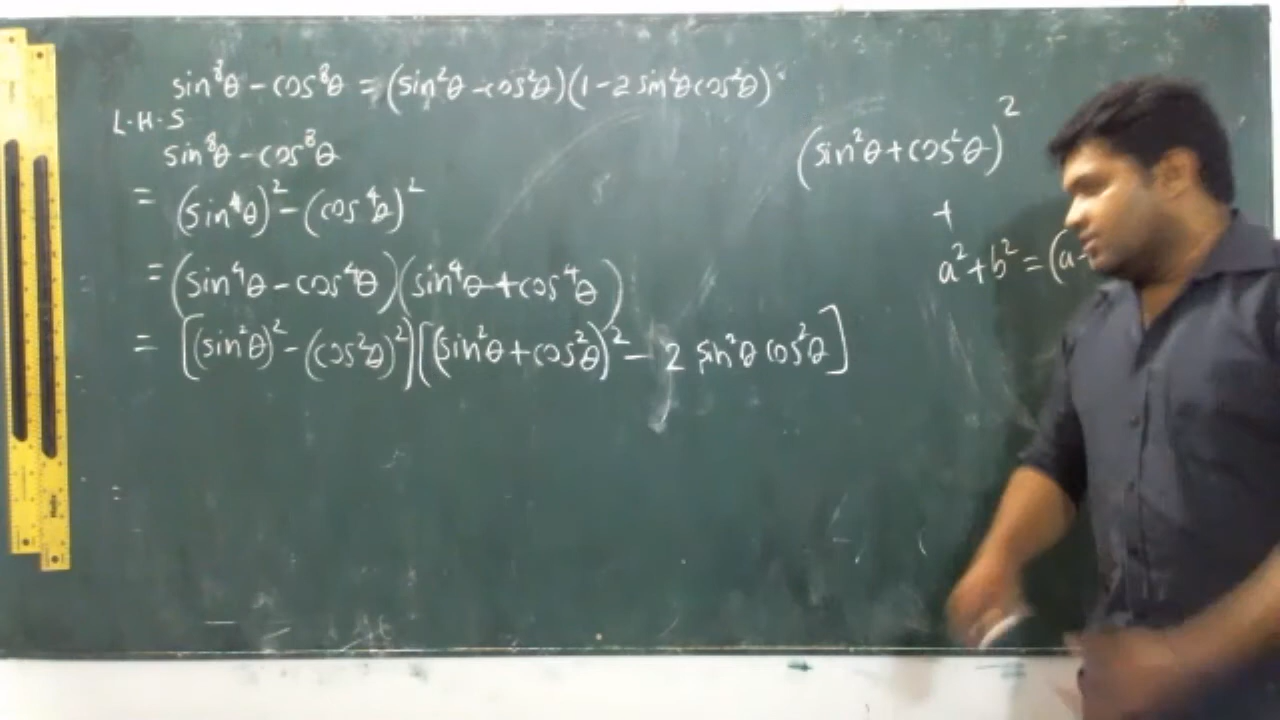 sin⁸θ - cos⁸θ = (sin²θ - cos²θ)(1 - 2 sin²θ cos²θ)
L.H.S
sin⁸θ - cos⁸θ
= (sin⁴θ)² - (cos⁴θ)²
= (sin⁴θ - cos⁴θ)(sin⁴θ + cos⁴θ)
= [(sin²θ)² - (cos²θ)²][(sin²θ + cos²θ)² - 2 sin²θ cos²θ]
(sin²θ + cos²θ)²
+
a² + b² = (a-